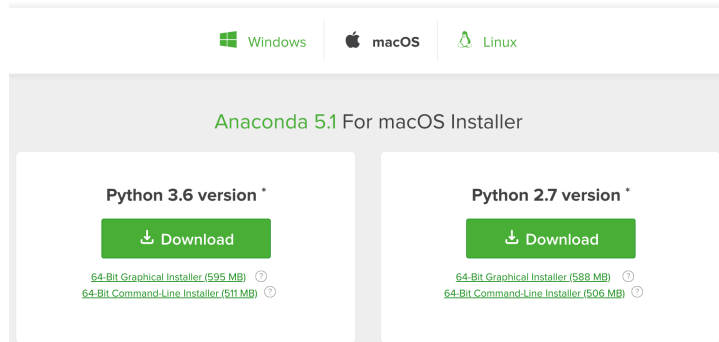 Windows macOS Linux
Anaconda 5.1 For macOS Installer
Python 3.6 version *
Download
64-Bit Graphical Installer (595 MB) ?
64-Bit Command-Line Installer (511 MB) ?
Python 2.7 version *
Download
64-Bit Graphical Installer (588 MB) ?
64-Bit Command-Line Installer (506 MB) ?